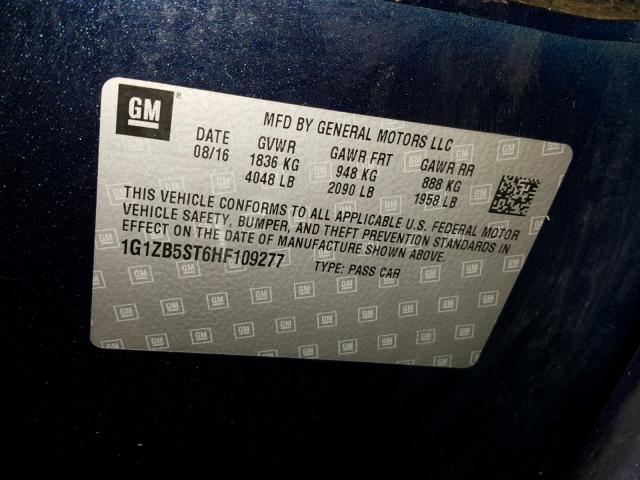 GM
MFD BY GENERAL MOTORS LLC
DATE GVWR GAWR FRT GAWR RR
08/16 1836 KG 948 KG 888 KG
4048 LB 2090 LB 1958 LB
THIS VEHICLE CONFORMS TO ALL APPLICABLE U.S. FEDERAL MOTOR
VEHICLE SAFETY, BUMPER, AND THEFT PREVENTION STANDARDS IN
EFFECT ON THE DATE OF MANUFACTURE SHOWN ABOVE.
1G1ZB5ST6HF109277 TYPE: PASS CAR